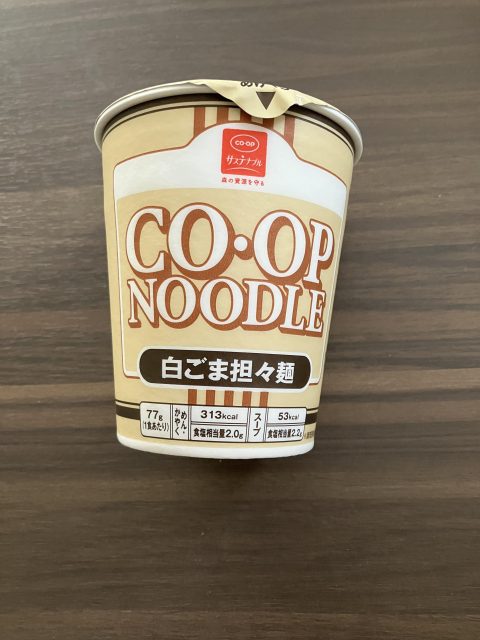 CO·OP
サステナブル
森の資源を守る
CO·OP
NOODLE
白ごま担々麺
77g
(1食あたり)
めん・
かやく
313kcal
食塩相当量2.0g
スープ
53kcal
食塩相当量2.2g